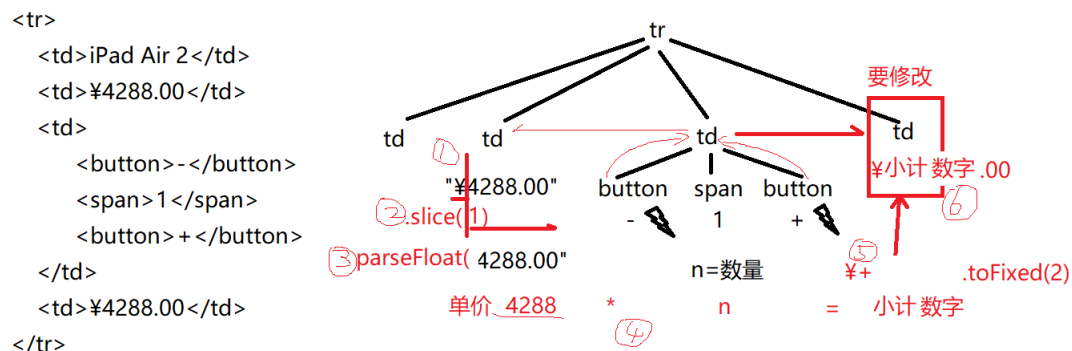 <tr>
<td>iPad Air 2</td>
<td>¥4288.00</td>
<td>
<button>-</button>
<span>1</span>
<button>+</button>
</td>
<td>¥4288.00</td>
</tr>
tr
要修改
td td td td
①
"¥4288.00" button span button ¥小计数字.00
②.slice(1) - 1 + ⑥
③parseFloat( 4288.00" n=数量 ⑤ ¥+ .toFixed(2)
单价 4288 * n = 小计数字
④